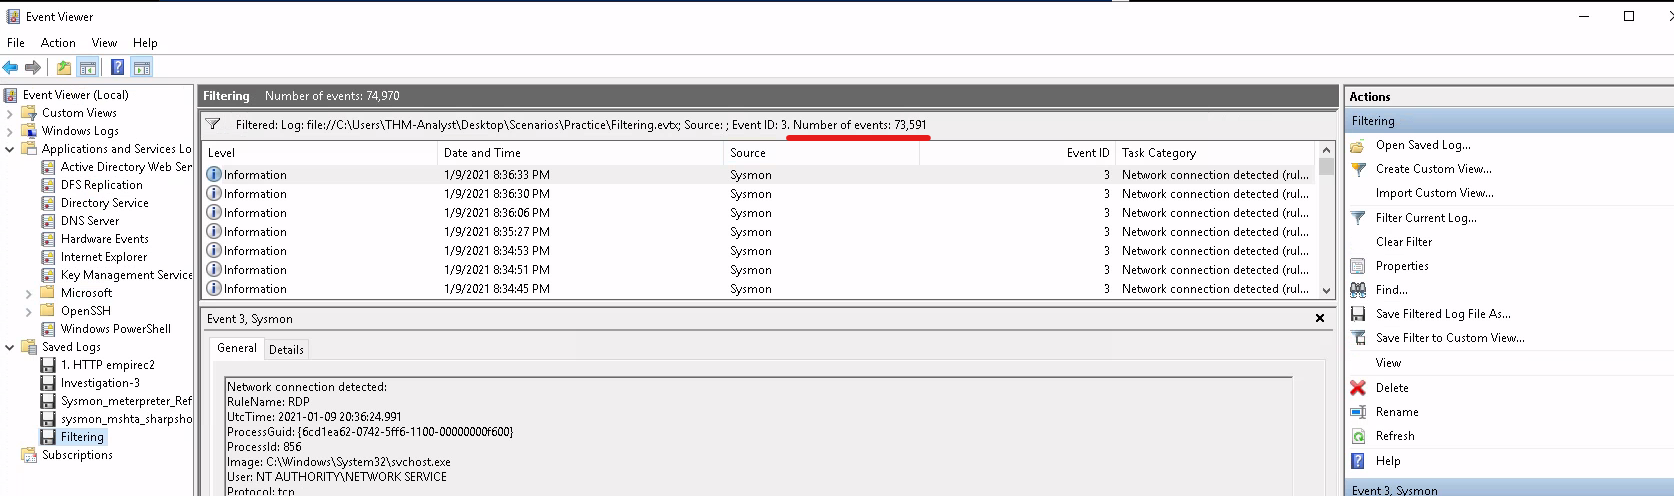 Event Viewer
File Action View Help
Event Viewer (Local)
Custom Views
Windows Logs
Applications and Services Lo
Active Directory Web Ser
DFS Replication
Directory Service
DNS Server
Hardware Events
Internet Explorer
Key Management Service
Microsoft
OpenSSH
Windows PowerShell
Saved Logs
1. HTTP empirec2
Investigation-3
Sysmon_meterpreter_Ref
sysmon_mshta_sharpsho
Filtering
Subscriptions
Filtering Number of events: 74,970
Filtered: Log: file://C:\Users\THM-Analyst\Desktop\Scenarios\Practice\Filtering.evtx; Source: ; Event ID: 3. Number of events: 73,591
Level Date and Time Source Event ID Task Category
Information 1/9/2021 8:36:33 PM Sysmon 3 Network connection detected (rul...
Information 1/9/2021 8:36:30 PM Sysmon 3 Network connection detected (rul...
Information 1/9/2021 8:36:06 PM Sysmon 3 Network connection detected (rul...
Information 1/9/2021 8:35:27 PM Sysmon 3 Network connection detected (rul...
Information 1/9/2021 8:34:53 PM Sysmon 3 Network connection detected (rul...
Information 1/9/2021 8:34:51 PM Sysmon 3 Network connection detected (rul...
Information 1/9/2021 8:34:45 PM Sysmon 3 Network connection detected (rul...
Event 3, Sysmon
General Details
Network connection detected:
RuleName: RDP
UtcTime: 2021-01-09 20:36:24.991
ProcessGuid: {6cd1ea62-0742-5ff6-1100-00000000f600}
ProcessId: 856
Image: C:\Windows\System32\svchost.exe
User: NT AUTHORITY\NETWORK SERVICE
Protocol: tcp
Actions
Filtering
Open Saved Log...
Create Custom View...
Import Custom View...
Filter Current Log...
Clear Filter
Properties
Find...
Save Filtered Log File As...
Save Filter to Custom View...
View
Delete
Rename
Refresh
Help
Event 3, Sysmon